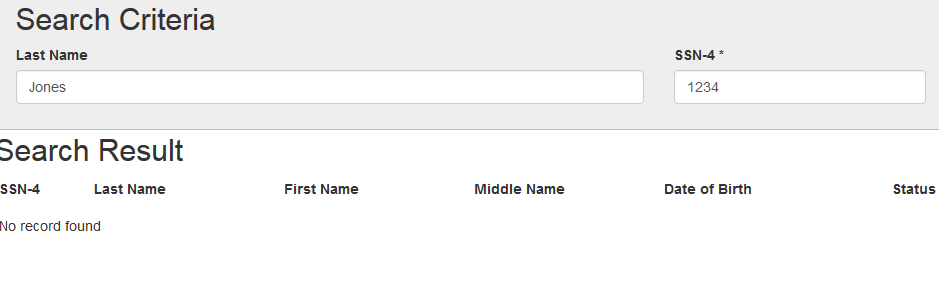 Search Criteria
Last Name SSN-4 *
Jones 1234
Search Result
SSN-4 Last Name First Name Middle Name Date of Birth Status
No record found